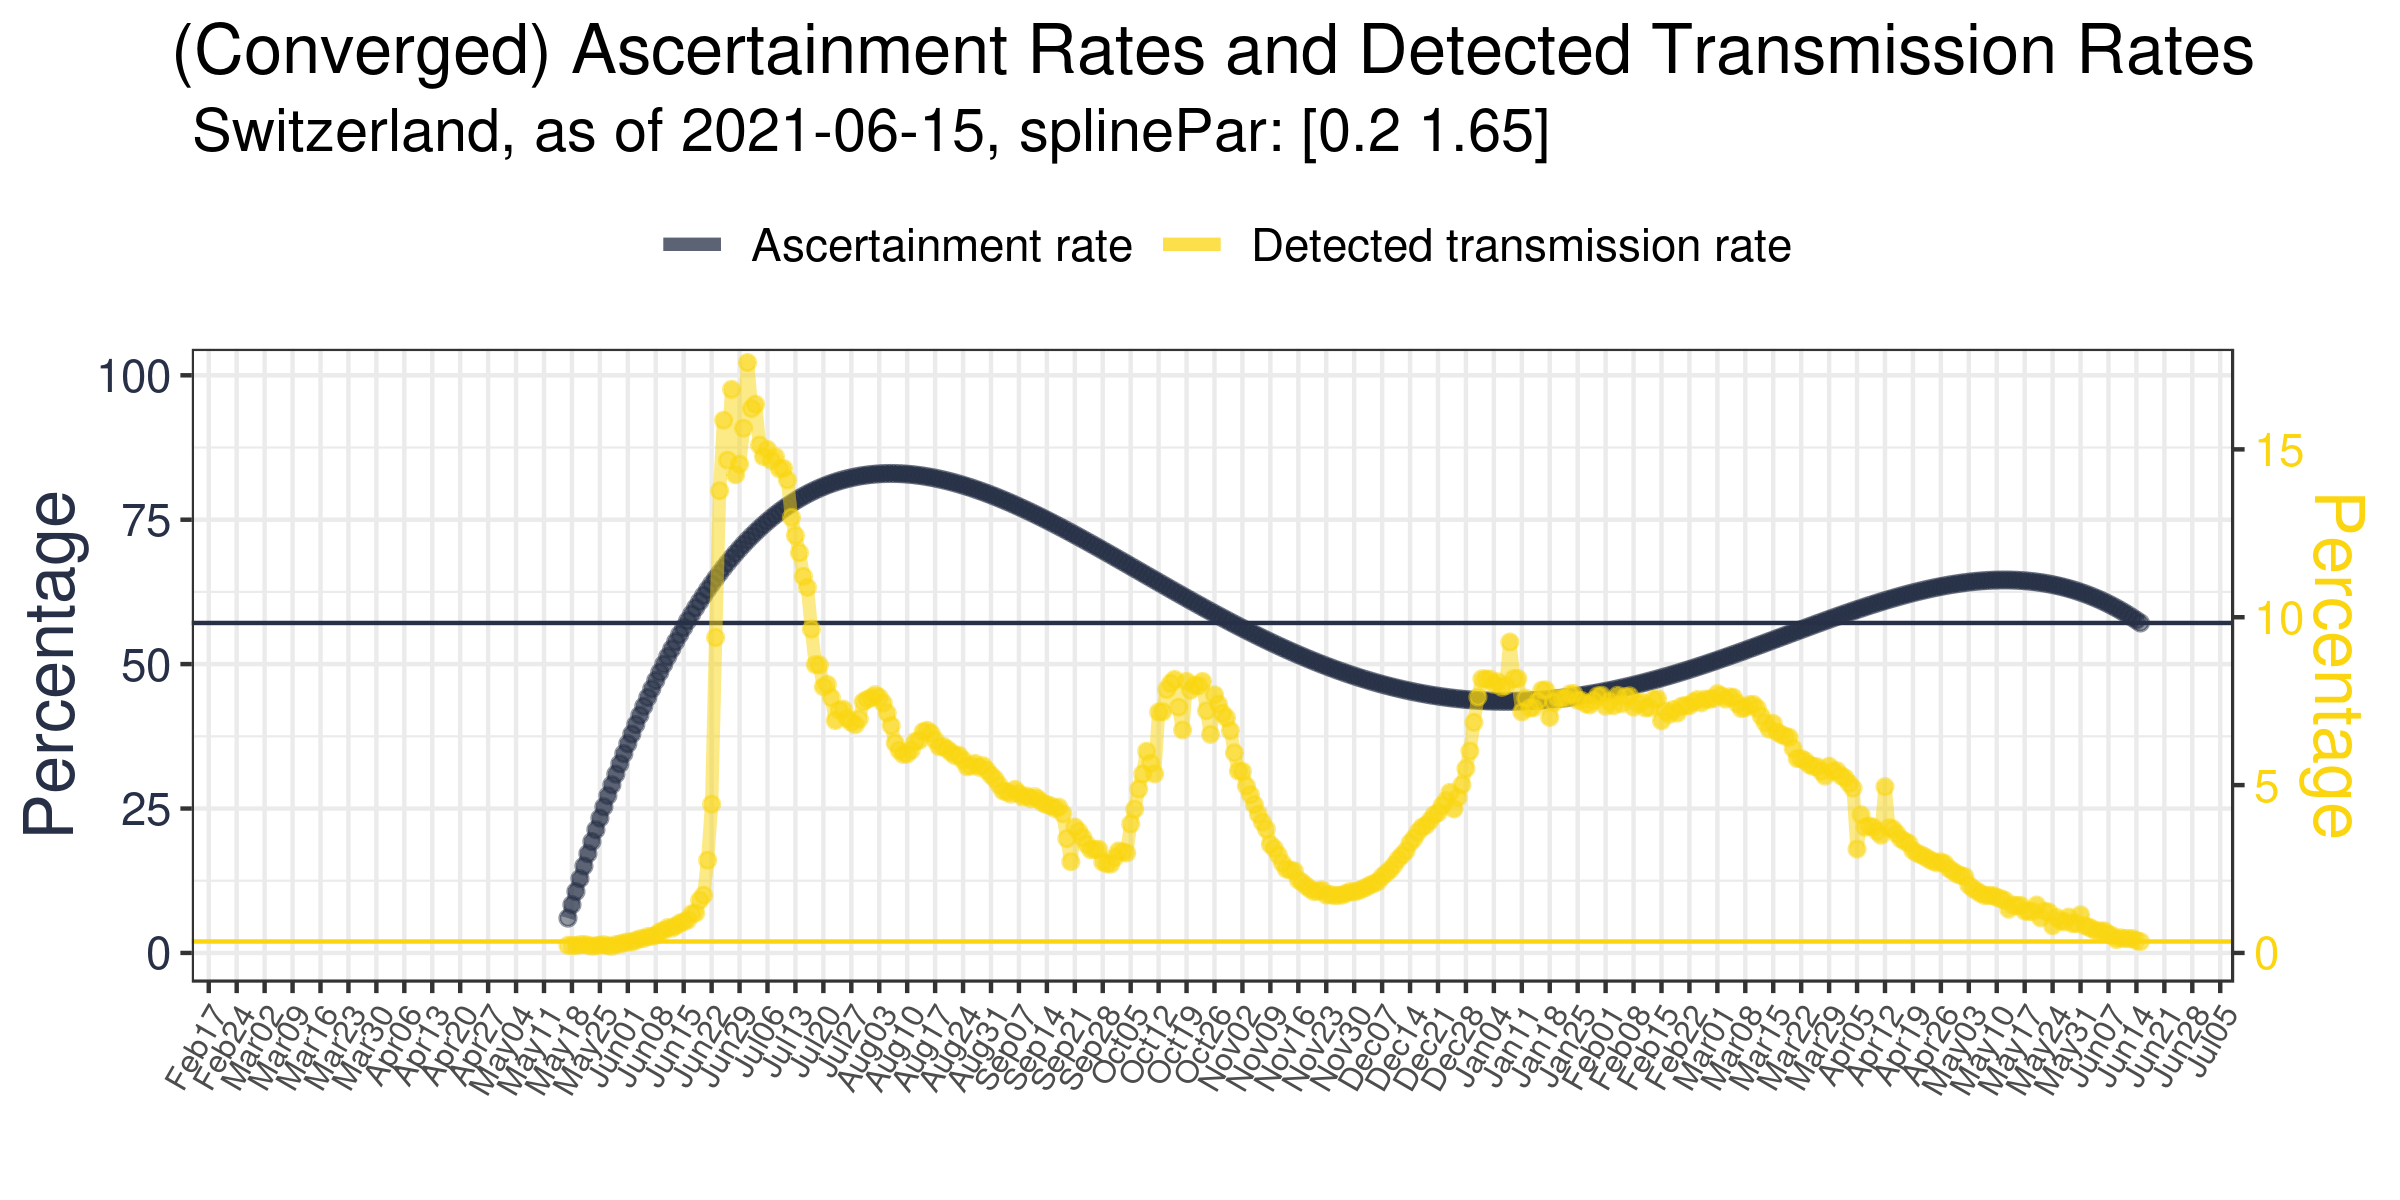 (Converged) Ascertainment Rates and Detected Transmission Rates
Switzerland, as of 2021-06-15, splinePar: [0.2 1.65]
Ascertainment rate
Detected transmission rate
Percentage
100
75
50
25
0
15
10
5
0
Percentage
Feb17
Feb24
Mar02
Mar09
Mar16
Mar23
Mar30
Apr06
Apr13
Apr20
Apr27
May04
May11
May18
May25
Jun01
Jun08
Jun15
Jun22
Jun29
Jul06
Jul13
Jul20
Jul27
Aug03
Aug10
Aug17
Aug24
Aug31
Sep07
Sep14
Sep21
Sep28
Oct05
Oct12
Oct19
Oct26
Nov02
Nov09
Nov16
Nov23
Nov30
Dec07
Dec14
Dec21
Dec28
Jan04
Jan11
Jan18
Jan25
Feb01
Feb08
Feb15
Feb22
Mar01
Mar08
Mar15
Mar22
Mar29
Apr05
Apr12
Apr19
Apr26
May03
May10
May17
May24
May31
Jun07
Jun14
Jun21
Jun28
Jul05